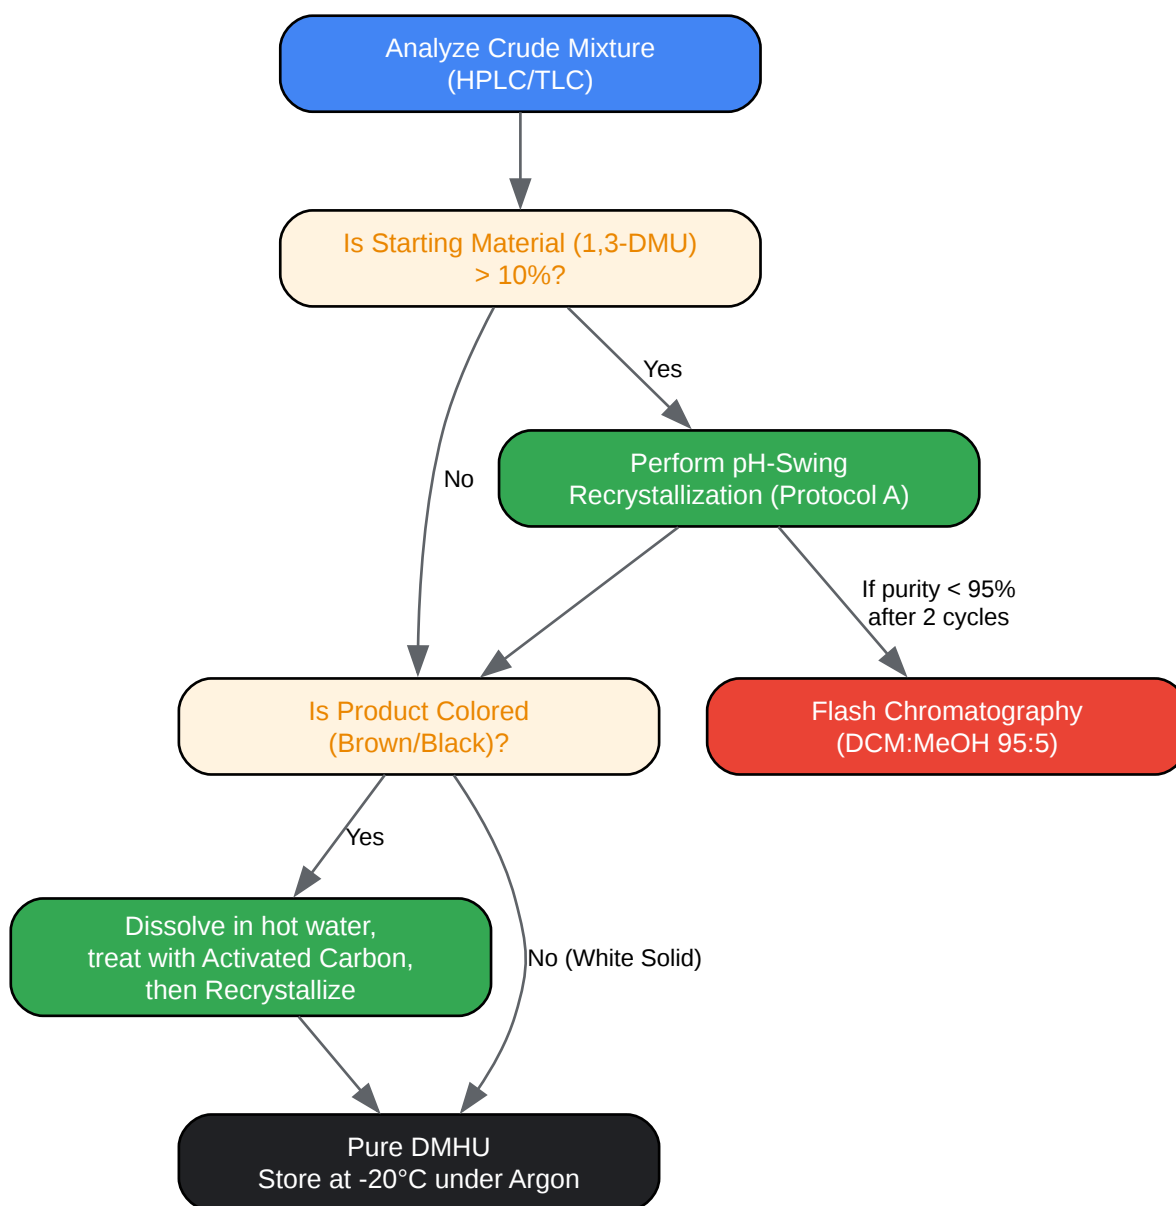 Analyze Crude Mixture
(HPLC/TLC)
Is Starting Material (1,3-DMU)
> 10%?
Yes
No
Perform pH-Swing
Recrystallization (Protocol A)
If purity < 95%
after 2 cycles
Is Product Colored
(Brown/Black)?
Flash Chromatography
(DCM:MeOH 95:5)
Yes
No (White Solid)
Dissolve in hot water,
treat with Activated Carbon,
then Recrystallize
Pure DMHU
Store at -20°C under Argon